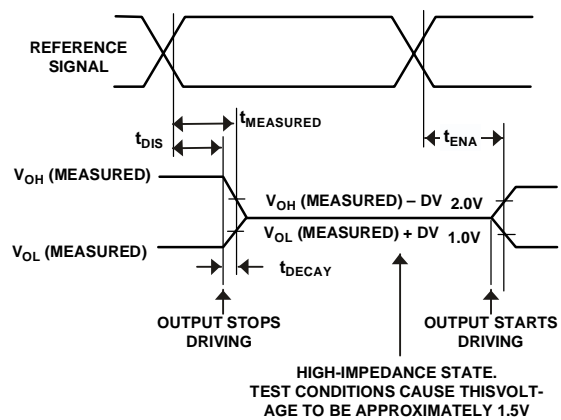 REFERENCE
SIGNAL
tMEASURED
tDIS
tENA
VOH (MEASURED)
VOH (MEASURED) – DV 2.0V
VOL (MEASURED) + DV 1.0V
VOL (MEASURED)
tDECAY
OUTPUT STOPS
DRIVING
OUTPUT STARTS
DRIVING
HIGH-IMPEDANCE STATE.
TEST CONDITIONS CAUSE THISVOLT-
AGE TO BE APPROXIMATELY 1.5V